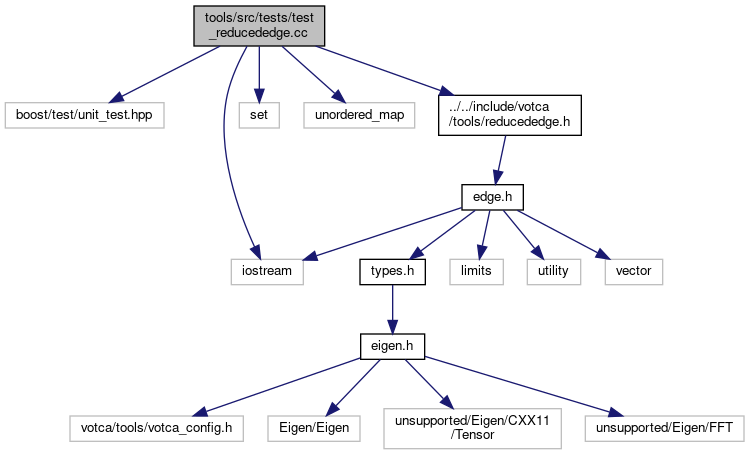 tools/src/tests/test
_reducededge.cc
boost/test/unit_test.hpp
set
unordered_map
../../include/votca
/tools/reducededge.h
edge.h
iostream
types.h
limits
utility
vector
eigen.h
votca/tools/votca_config.h
Eigen/Eigen
unsupported/Eigen/CXX11
/Tensor
unsupported/Eigen/FFT